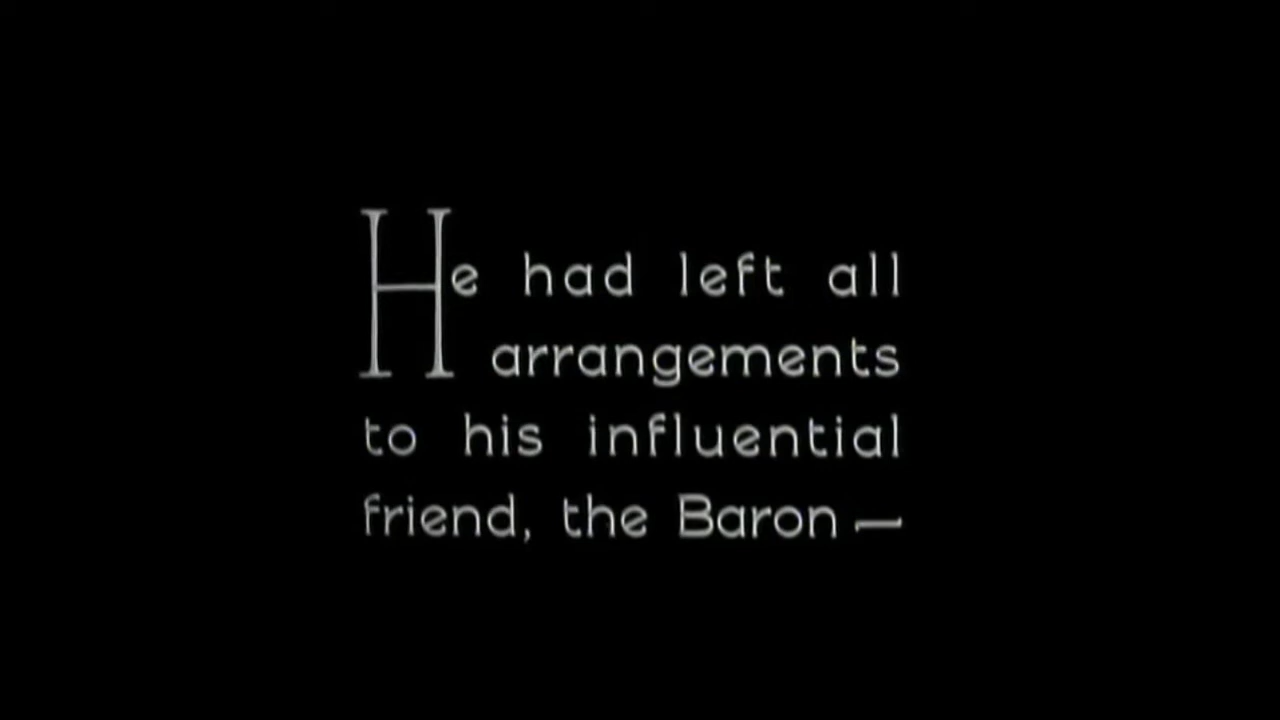 He had left all
arrangements
to his influential
friend, the Baron —